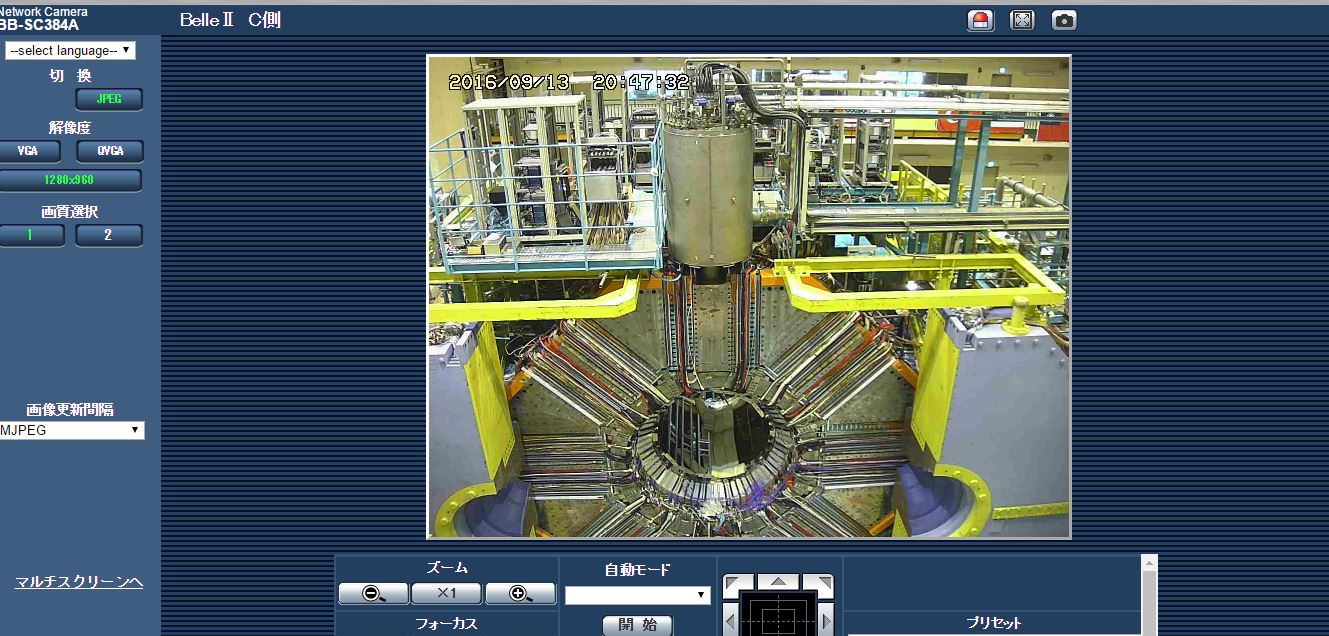 Network Camera
BB-SC384A
BelleⅡ C側
--select language--
切 換
JPEG
解像度
VGA
QVGA
1280x960
画質選択
1
2
画像更新間隔
MJPEG
マルチスクリーンへ
2016/09/13 20:47:32
ズーム
×1
フォーカス
自動モード
開 始
プリセット